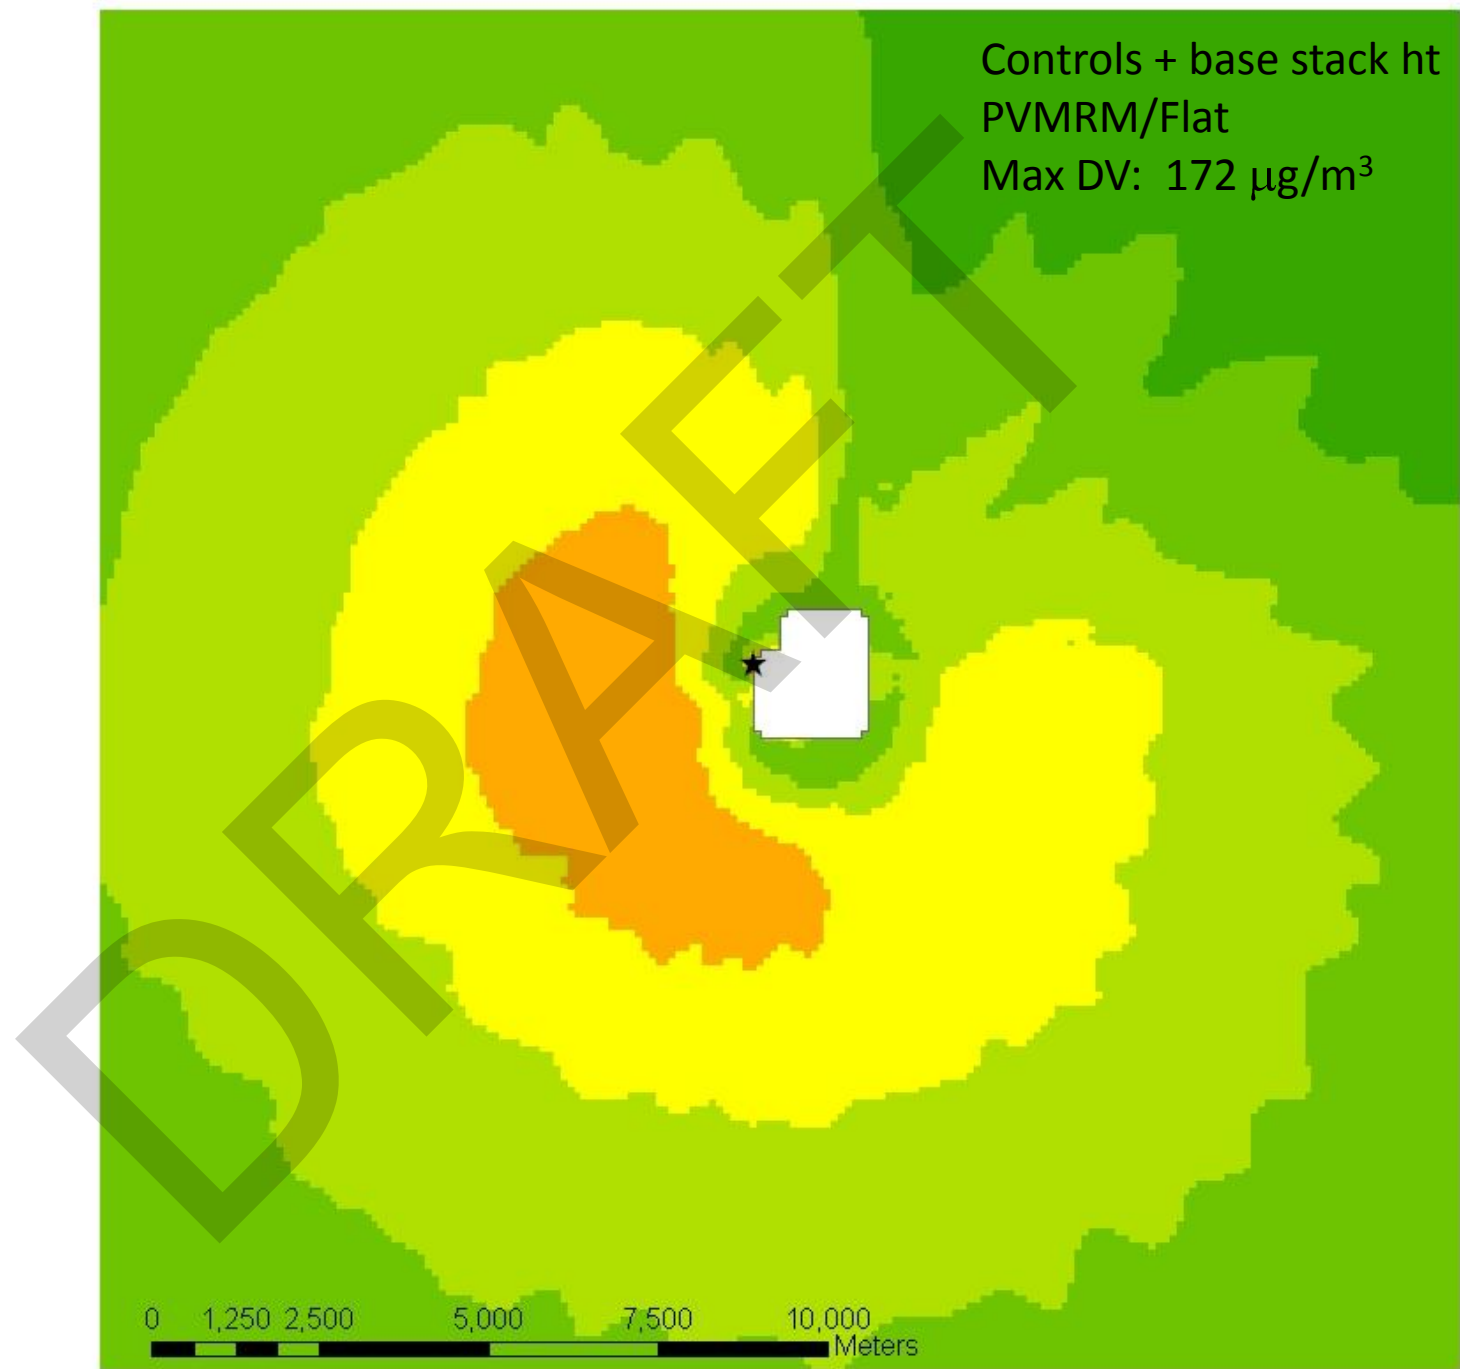 Controls + base stack ht
PVMRM/Flat
Max DV: 172 μg/m³
DRAFT
0 1,250 2,500 5,000 7,500 10,000
Meters